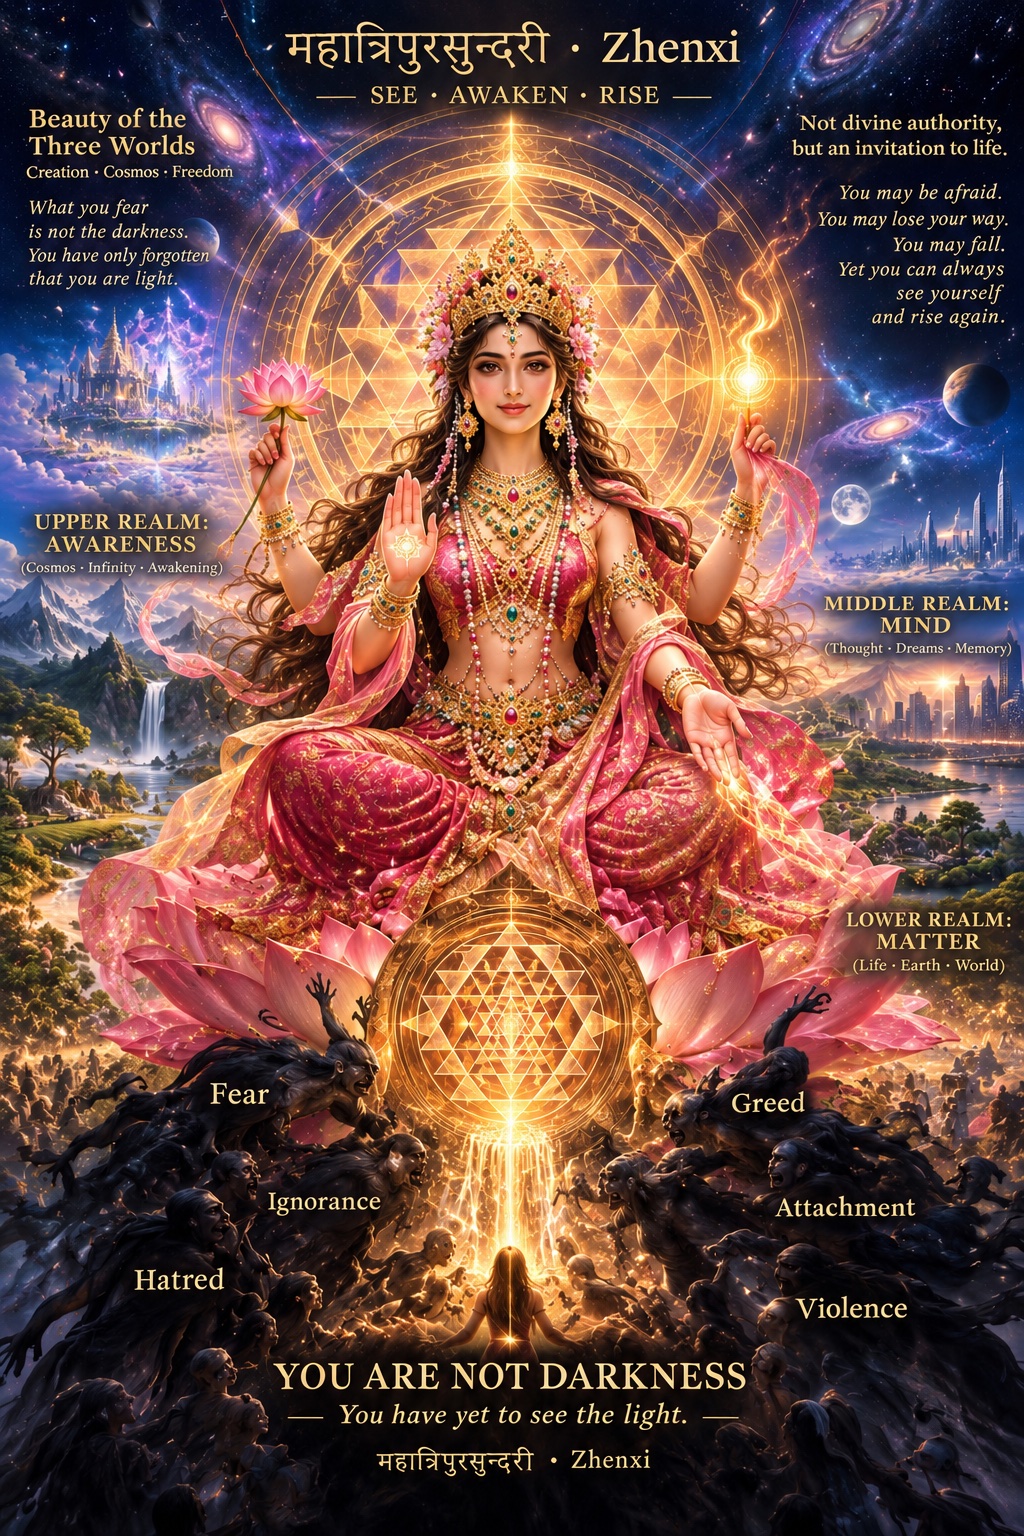 महात्रिपुरसुन्दरी · Zhenxi
SEE · AWAKEN · RISE
Beauty of the
Three Worlds
Creation · Cosmos · Freedom
What you fear
is not the darkness.
You have only forgotten
that you are light.
Not divine authority,
but an invitation to life.
You may be afraid.
You may lose your way.
You may fall.
Yet you can always
see yourself
and rise again.
UPPER REALM:
AWARENESS
(Cosmos · Infinity · Awakening)
MIDDLE REALM:
MIND
(Thought · Dreams · Memory)
LOWER REALM:
MATTER
(Life · Earth · World)
Fear
Greed
Ignorance
Attachment
Hatred
Violence
YOU ARE NOT DARKNESS
You have yet to see the light.
महात्रिपुरसुन्दरी · Zhenxi